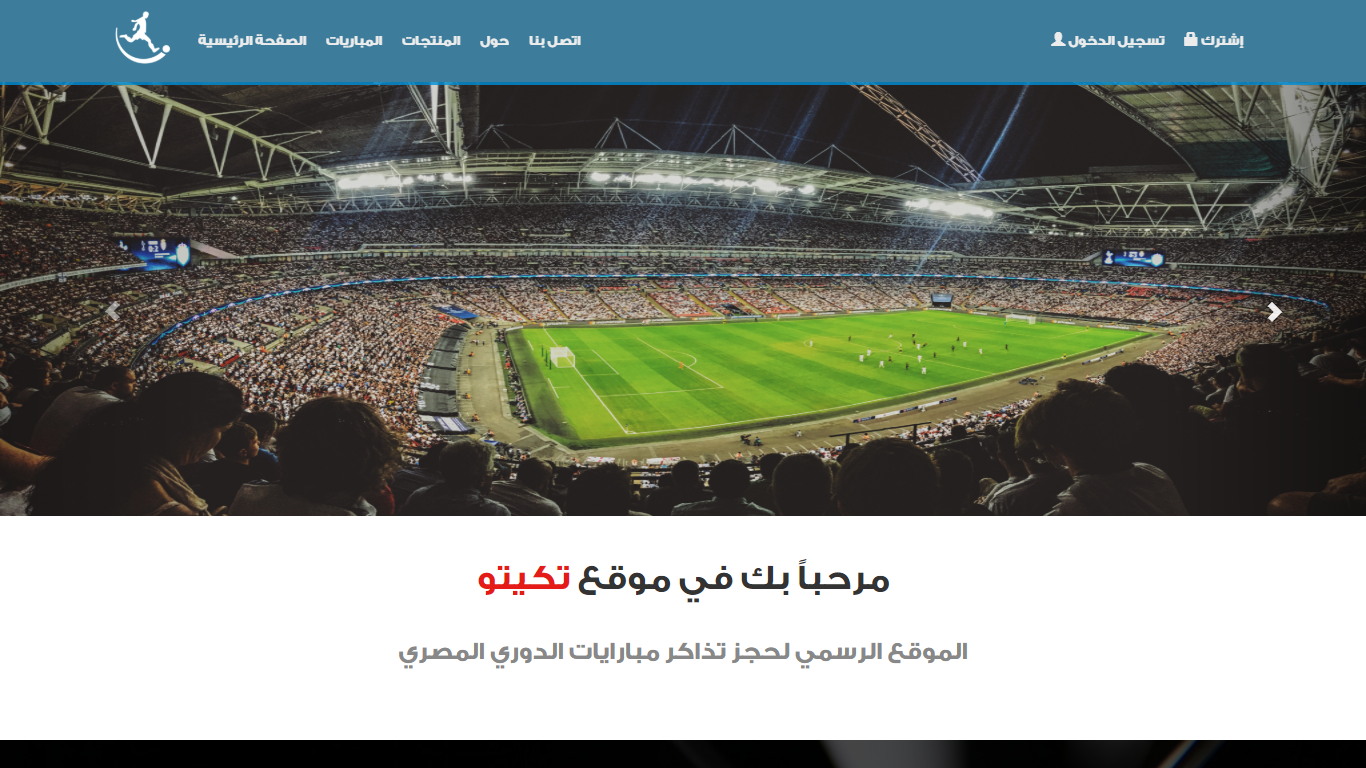 الصفحة الرئيسية
المباريات
المنتجات
حول
اتصل بنا
تسجيل الدخول
إشترك
مرحباً بك في موقع تكيتو
الموقع الرسمي لحجز تذاكر مبارايات الدوري المصري